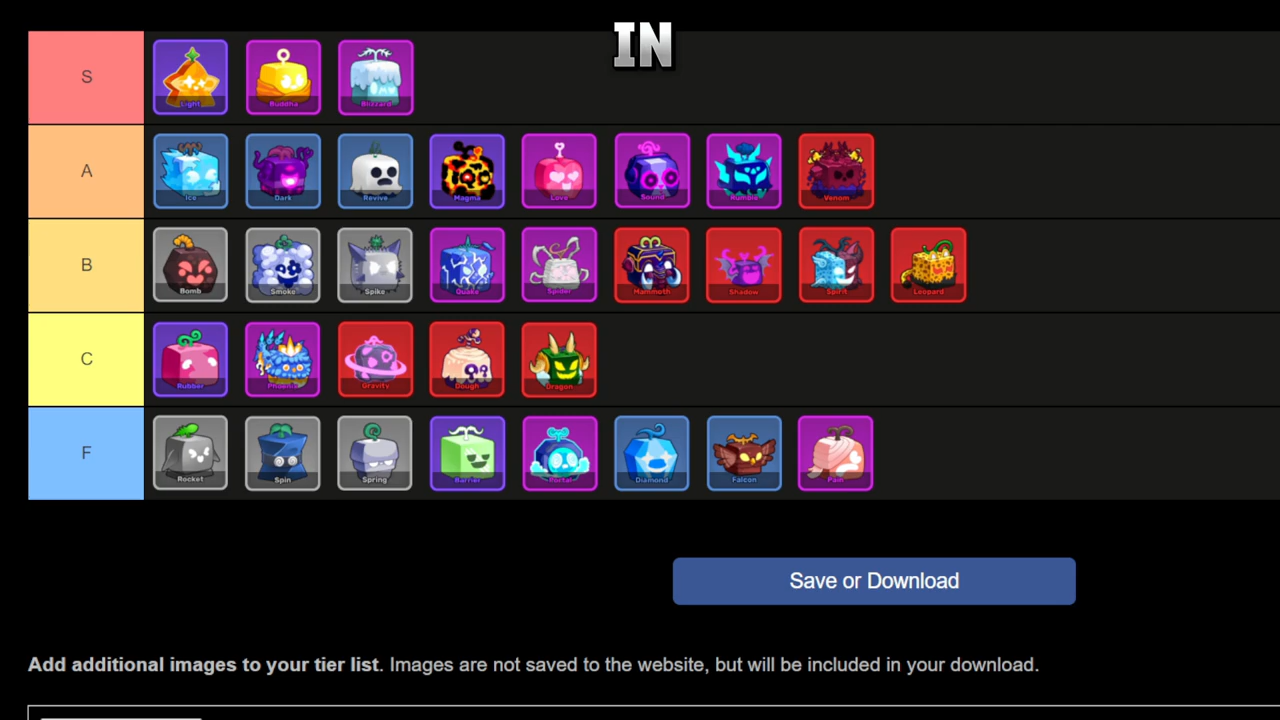 IN
S
Light Buddha Blizzard
A
Ice Dark Revive Magma Love Sound Rumble Venom
B
Bomb Smoke Spike Quake Spider Mammoth Shadow Spirit Leopard
C
Rubber Phoenix Gravity Dough Dragon
F
Rocket Spin Spring Barrier Portal Diamond Falcon Pain
Save or Download
Add additional images to your tier list. Images are not saved to the website, but will be included in your download.